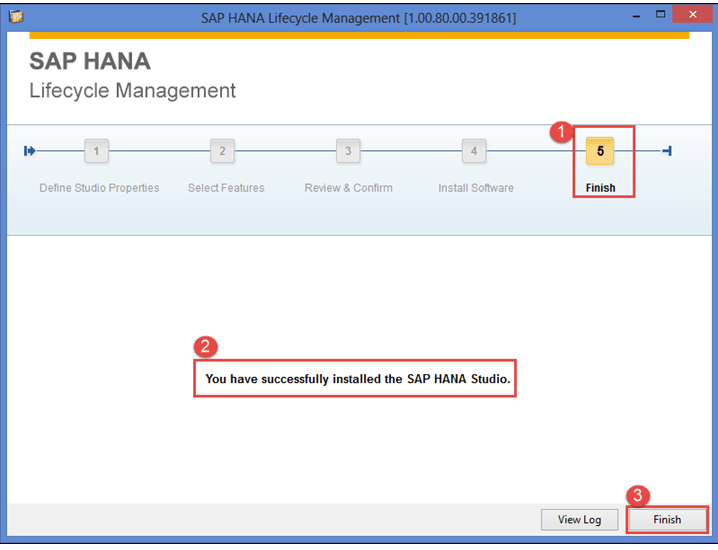 SAP HANA Lifecycle Management [1.00.80.00.391861]
SAP HANA
Lifecycle Management
1
1 2 3 4 5
Define Studio Properties Select Features Review & Confirm Install Software Finish
2
You have successfully installed the SAP HANA Studio.
3
View Log Finish